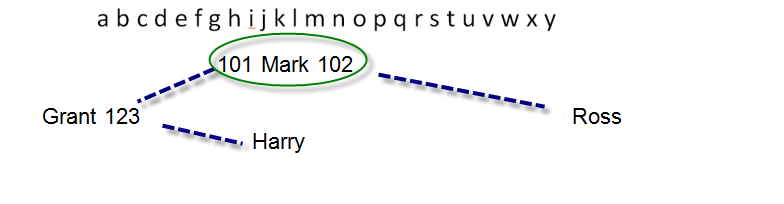 a b c d e f g h i j k l m n o p q r s t u v w x y
101 Mark 102
Grant 123
Ross
Harry